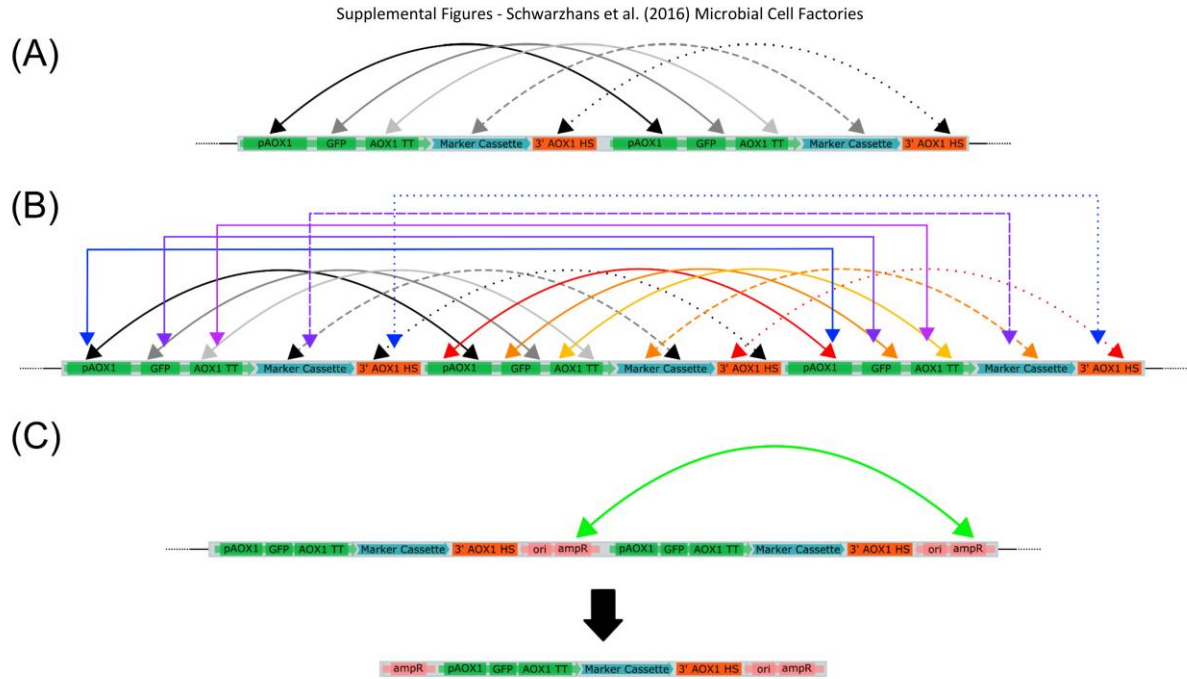 Supplemental Figures - Schwarzhans et al. (2016) Microbial Cell Factories
(A)
pAOX1 GFP AOX1 TT Marker Cassette 3' AOX1 HS pAOX1 GFP AOX1 TT Marker Cassette 3' AOX1 HS
(B)
pAOX1 GFP AOX1 TT Marker Cassette 3' AOX1 HS pAOX1 GFP AOX1 TT Marker Cassette 3' AOX1 HS pAOX1 GFP AOX1 TT Marker Cassette 3' AOX1 HS
(C)
pAOX1 GFP AOX1 TT Marker Cassette 3' AOX1 HS ori ampR pAOX1 GFP AOX1 TT Marker Cassette 3' AOX1 HS ori ampR
ampR pAOX1 GFP AOX1 TT Marker Cassette 3' AOX1 HS ori ampR